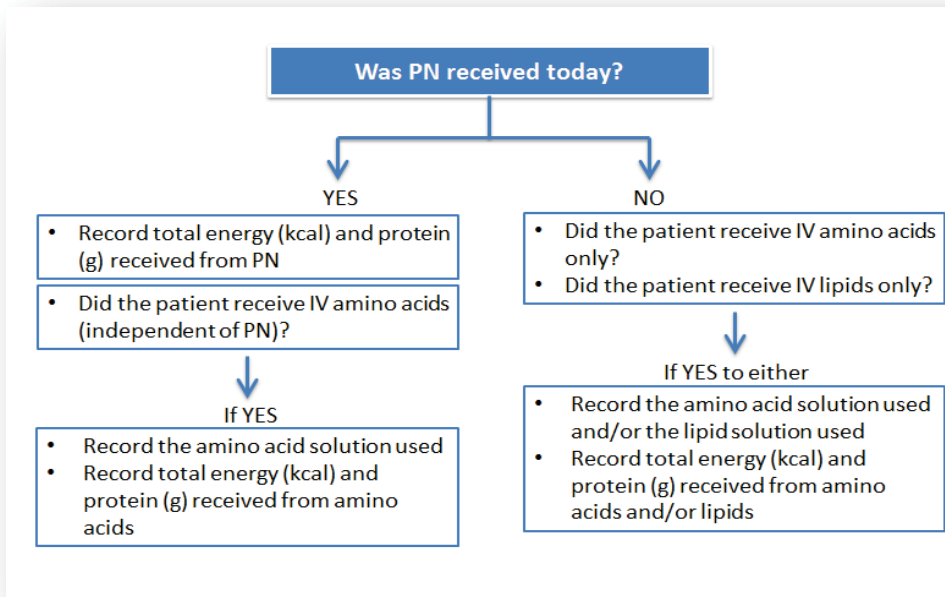 Was PN received today?
YES
• Record total energy (kcal) and protein
(g) received from PN
• Did the patient receive IV amino acids
(independent of PN)?
If YES
• Record the amino acid solution used
• Record total energy (kcal) and
protein (g) received from amino
acids
NO
• Did the patient receive IV amino acids
only?
• Did the patient receive IV lipids only?
If YES to either
• Record the amino acid solution used
and/or the lipid solution used
• Record total energy (kcal) and
protein (g) received from amino
acids and/or lipids